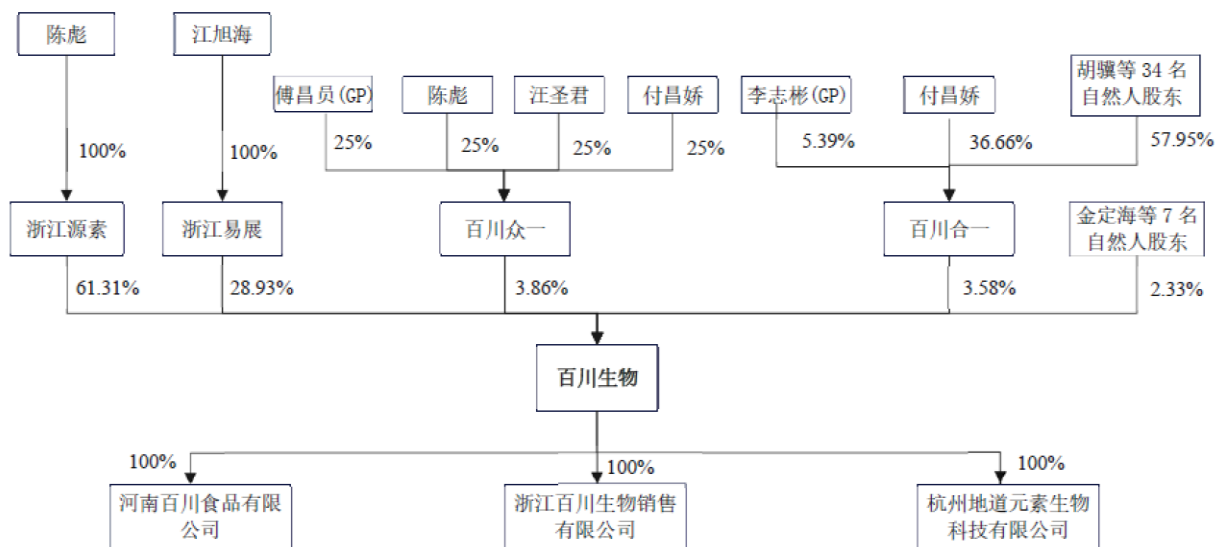 陈彪
江旭海
傅昌员(GP)
陈彪
汪圣君
付昌娇
李志彬(GP)
付昌娇
胡骥等 34 名
自然人股东
100%
100%
25%
25%
25%
25%
5.39%
36.66%
57.95%
浙江源素
浙江易展
百川众一
百川合一
金定海等 7 名
自然人股东
61.31%
28.93%
3.86%
3.58%
2.33%
百川生物
100%
100%
100%
河南百川食品有限
公司
浙江百川生物销售
有限公司
杭州地道元素生物
科技有限公司